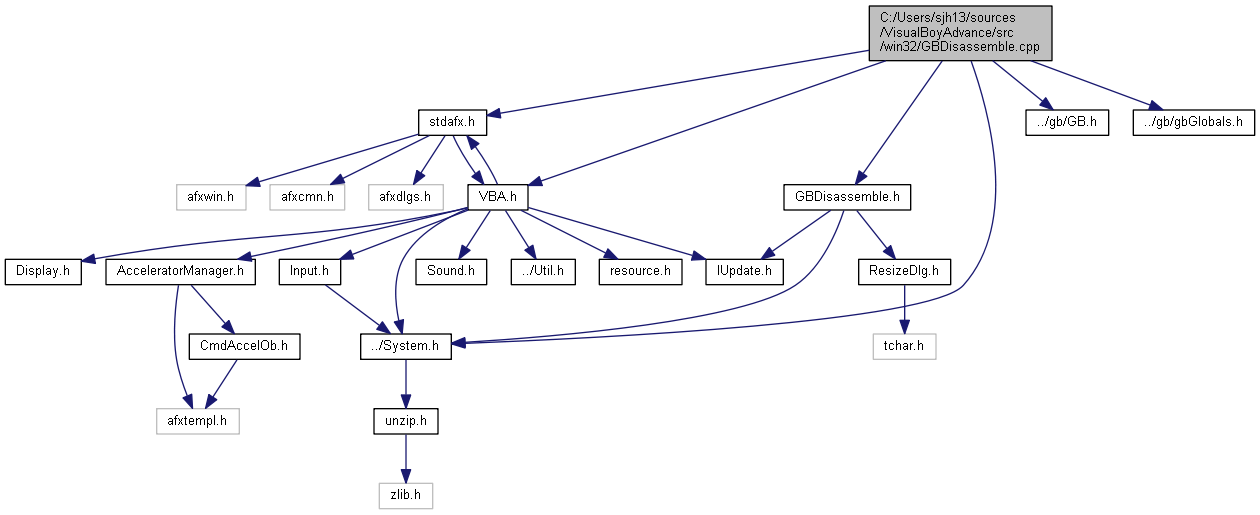 C:/Users/sjh13/sources
/VisualBoyAdvance/src
/win32/GBDisassemble.cpp
stdafx.h
../gb/GB.h
../gb/gbGlobals.h
afxwin.h
afxcmn.h
afxdlgs.h
VBA.h
GBDisassemble.h
Display.h
AcceleratorManager.h
Input.h
Sound.h
../Util.h
resource.h
IUpdate.h
ResizeDlg.h
CmdAccelOb.h
../System.h
tchar.h
afxtempl.h
unzip.h
zlib.h